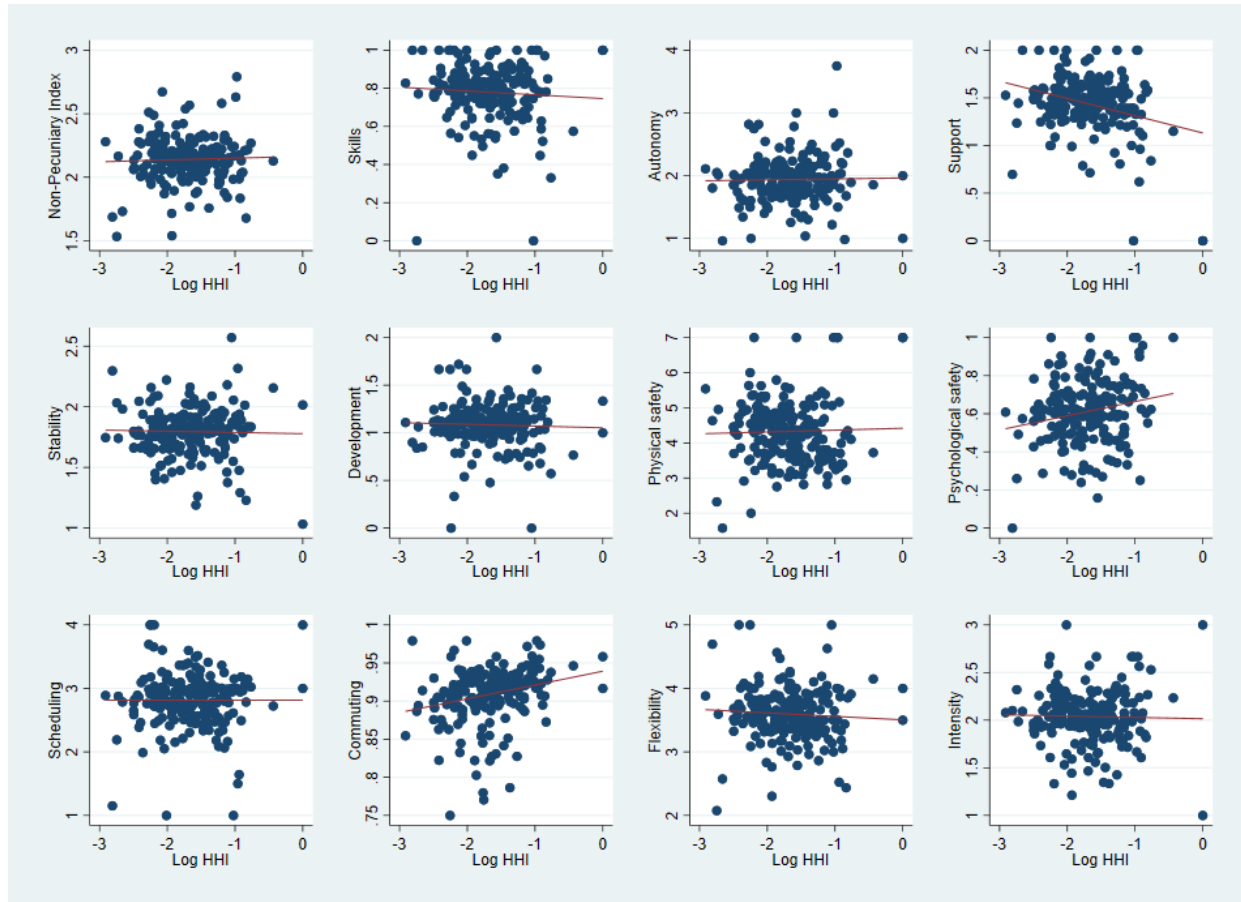 Non-Pecuniary Index
3
2.5
2
1.5
-3 -2 -1 0
Log HHI
Skills
1
.8
.6
.4
.2
0
-3 -2 -1 0
Log HHI
Autonomy
4
3
2
1
-3 -2 -1 0
Log HHI
Support
2
1.5
1
.5
0
-3 -2 -1 0
Log HHI
Stability
2.5
2
1.5
1
-3 -2 -1 0
Log HHI
Development
2
1.5
1
.5
0
-3 -2 -1 0
Log HHI
Physical safety
7
6
5
4
3
2
-3 -2 -1 0
Log HHI
Psychological safety
1
.8
.6
.4
.2
0
-3 -2 -1 0
Log HHI
Scheduling
4
3
2
1
-3 -2 -1 0
Log HHI
Commuting
1
.95
.9
.85
.8
.75
-3 -2 -1 0
Log HHI
Flexibility
5
4
3
2
-3 -2 -1 0
Log HHI
Intensity
3
2.5
2
1.5
1
-3 -2 -1 0
Log HHI